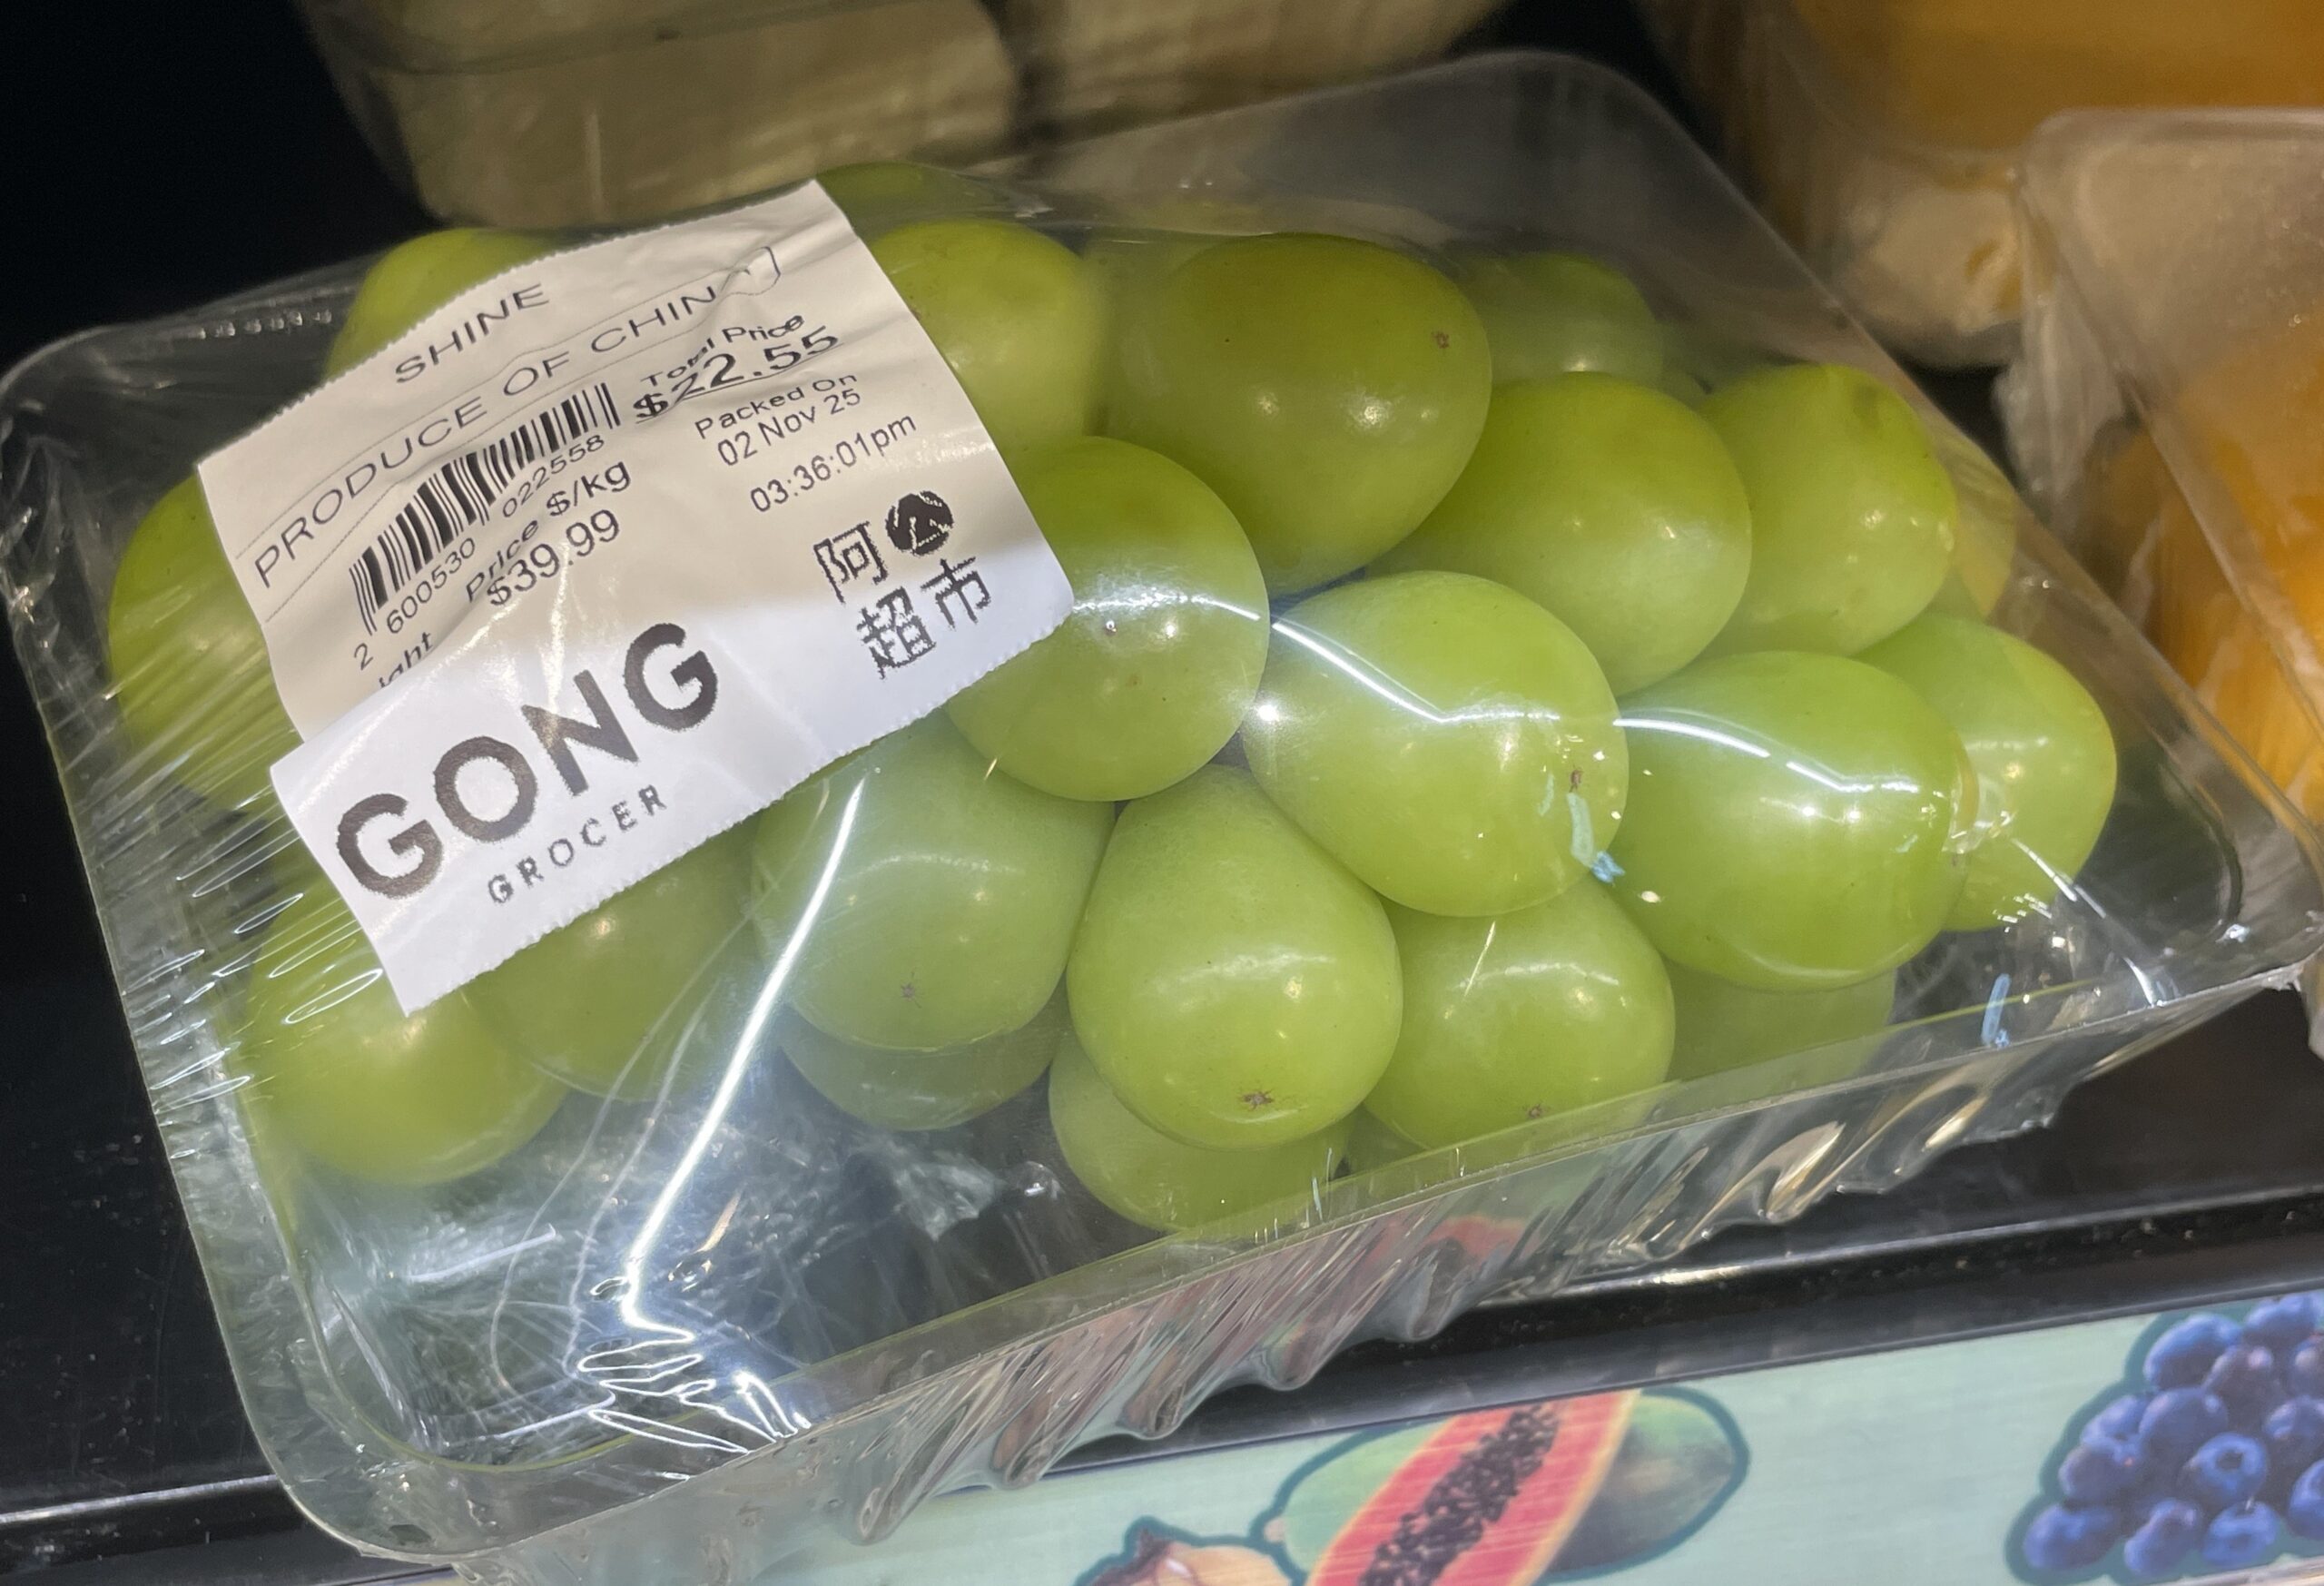 SHINE
PRODUCE OF CHINA
Total Price
$22.55
2 600530 022558
Packed On
02 Nov 25
Price $/kg
$39.99
03:36:01pm
阿公
超市
GONG
GROCER